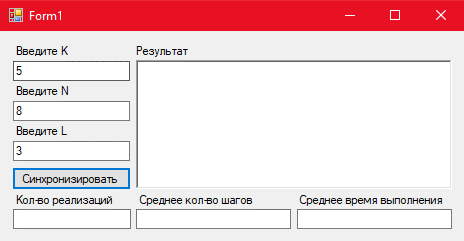 Form1
Введите K
Результат
5
Введите N
8
Введите L
3
Синхронизировать
Кол-во реализаций
Среднее кол-во шагов
Среднее время выполнения